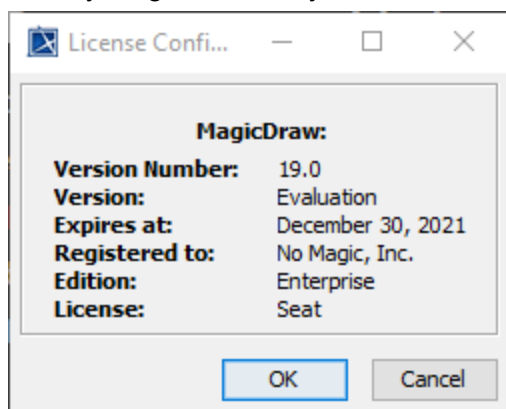 License Confi...
MagicDraw:
Version Number: 19.0
Version: Evaluation
Expires at: December 30, 2021
Registered to: No Magic, Inc.
Edition: Enterprise
License: Seat
OK Cancel